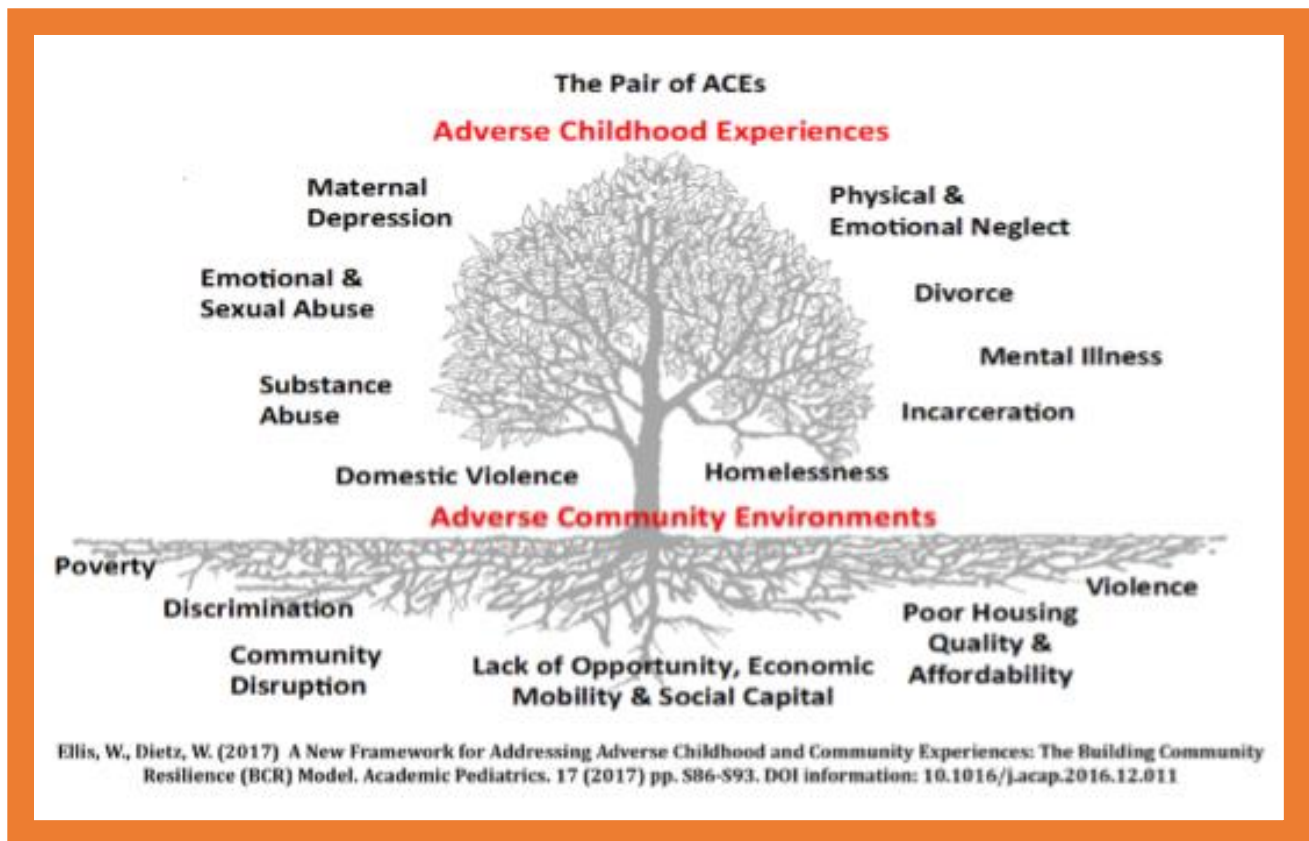 The Pair of ACEs
Adverse Childhood Experiences
Maternal
Depression
Physical &
Emotional Neglect
Emotional &
Sexual Abuse
Divorce
Mental Illness
Substance
Abuse
Incarceration
Domestic Violence
Homelessness
Adverse Community Environments
Poverty
Violence
Discrimination
Poor Housing
Quality &
Affordability
Community
Disruption
Lack of Opportunity, Economic
Mobility & Social Capital
Ellis, W., Dietz, W. (2017) A New Framework for Addressing Adverse Childhood and Community Experiences: The Building Community
Resilience (BCR) Model. Academic Pediatrics. 17 (2017) pp. S86-S93. DOI information: 10.1016/j.acap.2016.12.011